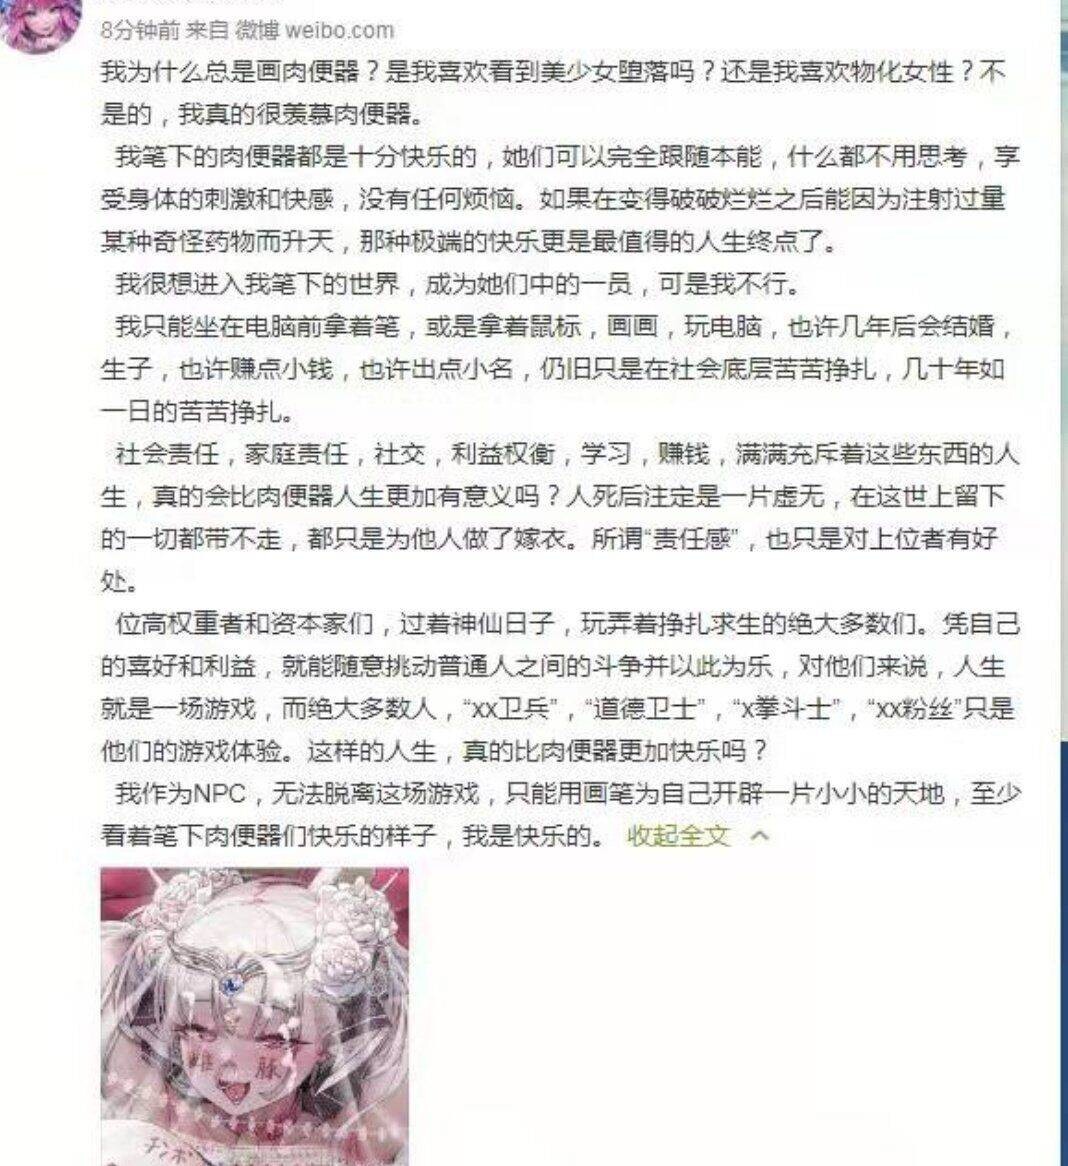 8分钟前 来自 微博 weibo.com
我为什么总是画肉便器？是我喜欢看到美少女堕落吗？还是我喜欢物化女性？不
是的，我真的很羡慕肉便器。
我笔下的肉便器都是十分快乐的，她们可以完全跟随本能，什么都不用思考，享
受身体的刺激和快感，没有任何烦恼。如果在变得破破烂烂之后能因为注射过量
某种奇怪药物而升天，那种极端的快乐更是最值得的人生终点了。
我很想进入我笔下的世界，成为她们中的一员，可是我不行。
我只能坐在电脑前拿着笔，或是拿着鼠标，画画，玩电脑，也许几年后会结婚，
生子，也许赚点小钱，也许出点小名，仍旧只是在社会底层苦苦挣扎，几十年如
一日的苦苦挣扎。
社会责任，家庭责任，社交，利益权衡，学习，赚钱，满满充斥着这些东西的人
生，真的会比肉便器人生更加有意义吗？人死后注定是一片虚无，在这世上留下
的一切都带不走，都只是为他人做了嫁衣。所谓“责任感”，也只是对上位者有好
处。
位高权重者和资本家们，过着神仙日子，玩弄着挣扎求生的绝大多数们。凭自己
的喜好和利益，就能随意挑动普通人之间的斗争并以此为乐，对他们来说，人生
就是一场游戏，而绝大多数人，“xx卫兵”，“道德卫士”，“x拳斗士”，“xx粉丝”只是
他们的游戏体验。这样的人生，真的比肉便器更加快乐吗？
我作为NPC，无法脱离这场游戏，只能用画笔为自己开辟一片小小的天地，至少
看着笔下肉便器们快乐的样子，我是快乐的。 收起全文
雌 豚
チンポ